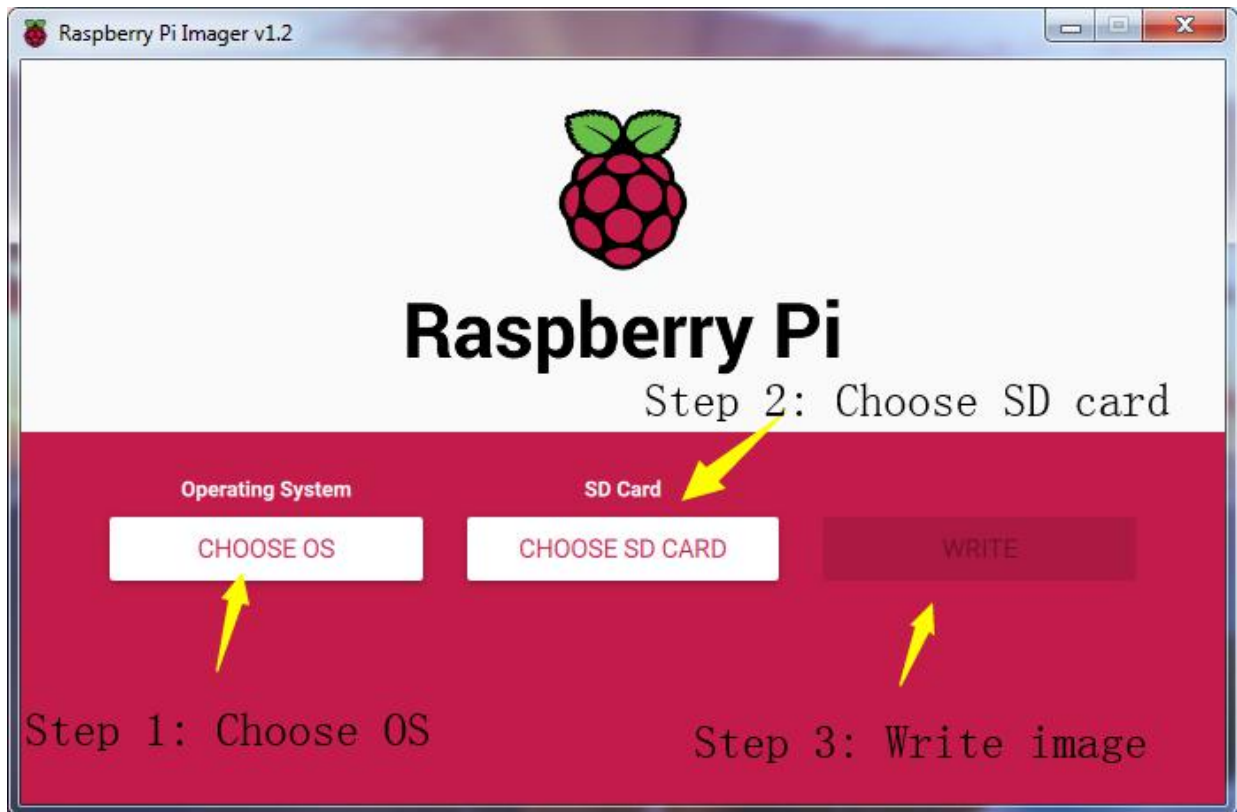 Raspberry Pi Imager v1.2
Raspberry Pi
Step 2: Choose SD card
Operating System
SD Card
CHOOSE OS
CHOOSE SD CARD
WRITE
Step 1: Choose OS
Step 3: Write image